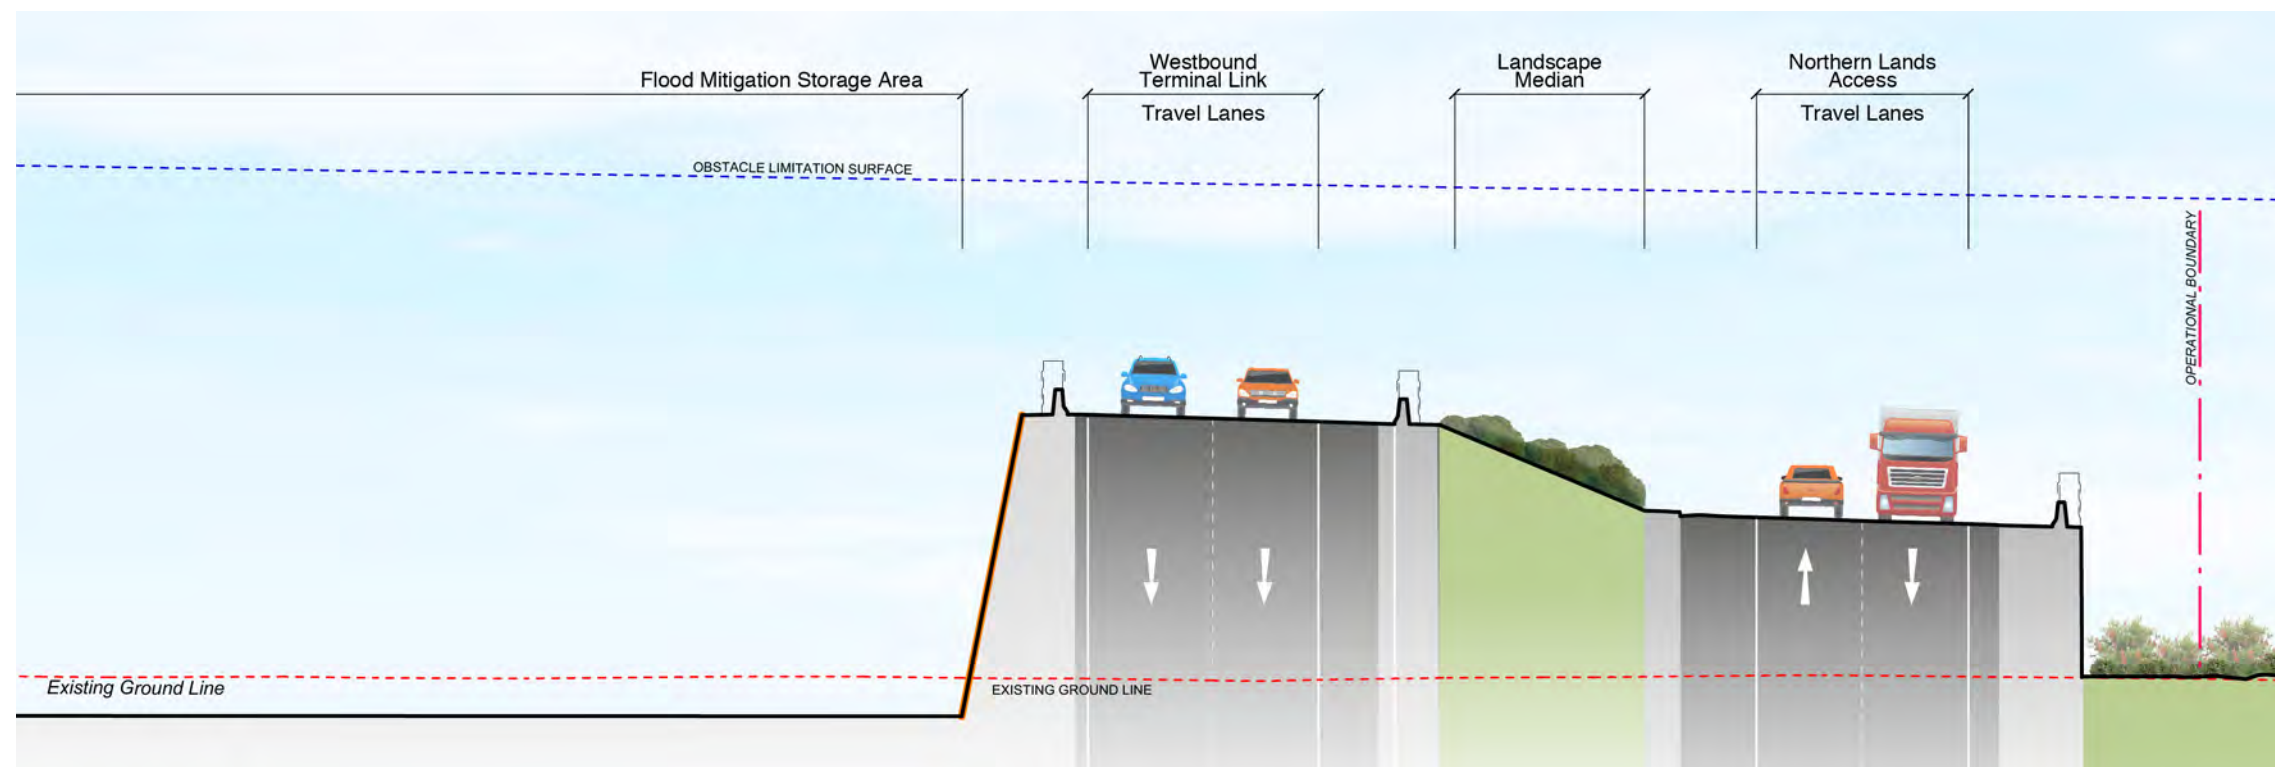 Flood Mitigation Storage Area
Westbound
Terminal Link
Travel Lanes
Landscape
Median
Northern Lands
Access
Travel Lanes
OBSTACLE LIMITATION SURFACE
OPERATIONAL BOUNDARY
Existing Ground Line
EXISTING GROUND LINE